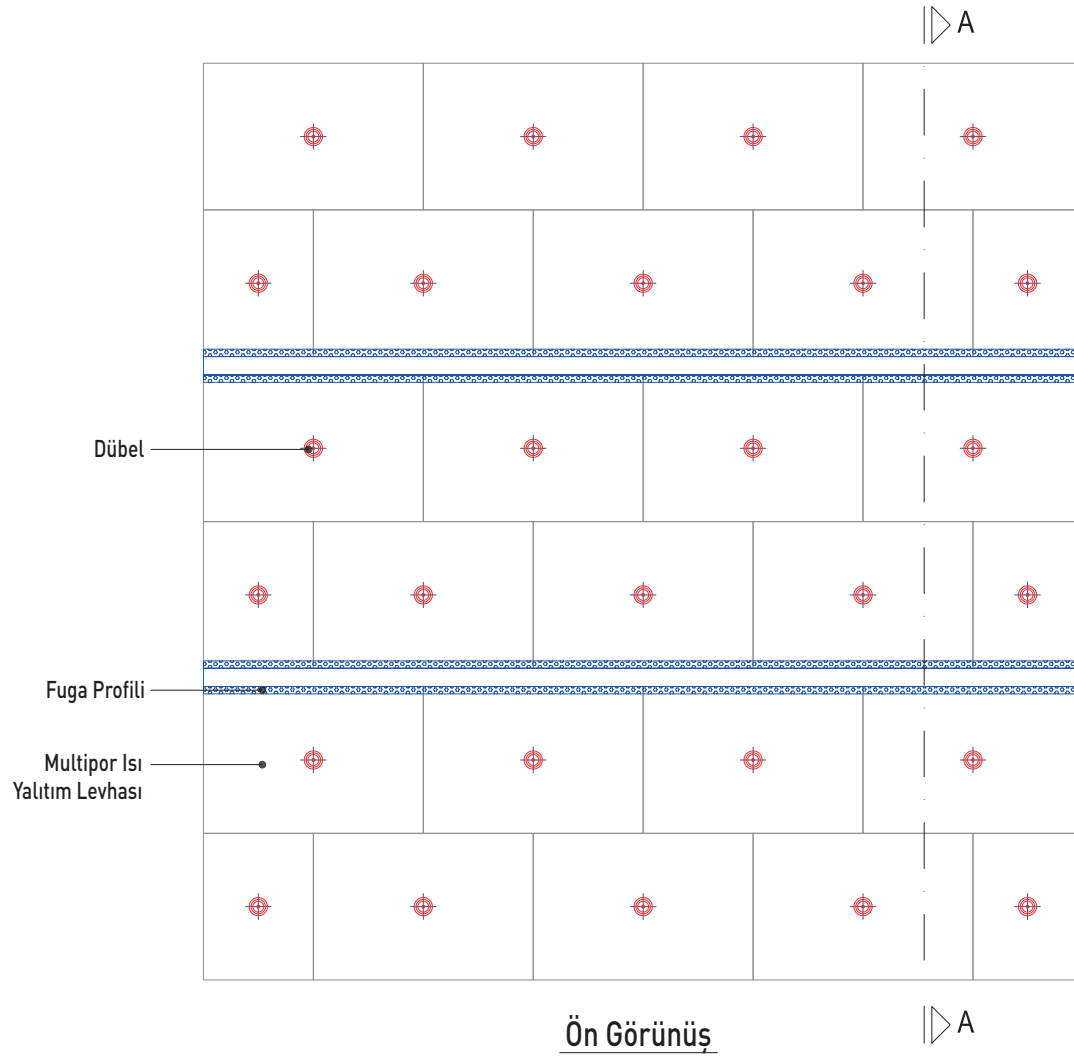 A
Dübel
Fuga Profili
Multipor Isı
Yalıtım Levhası
Ön Görünüş
A